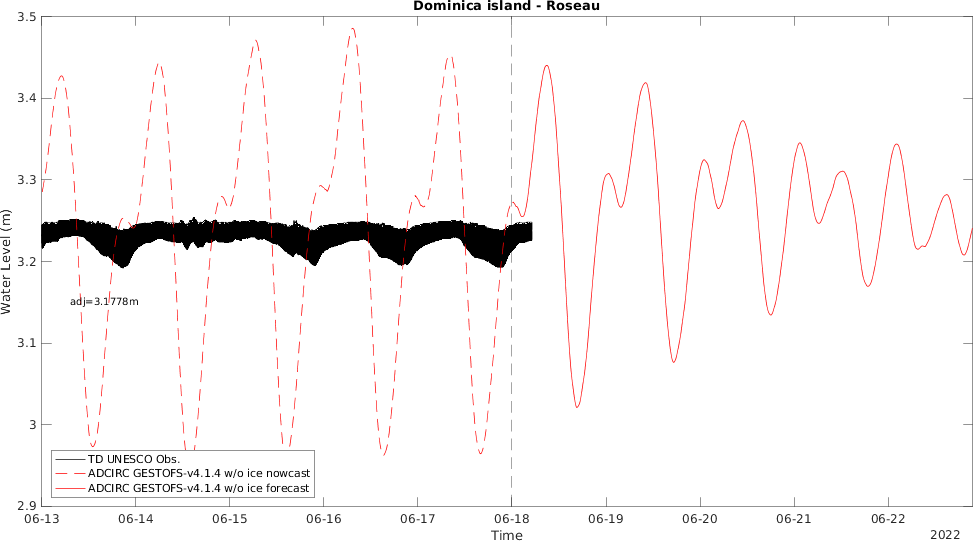 Dominica island - Roseau
3.5
3.4
3.3
3.2
3.1
3
2.9
Water Level (m)
adj=3.1778m
TD UNESCO Obs.
ADCIRC GESTOFS-v4.1.4 w/o ice nowcast
ADCIRC GESTOFS-v4.1.4 w/o ice forecast
06-13 06-14 06-15 06-16 06-17 06-18 06-19 06-20 06-21 06-22
Time
2022